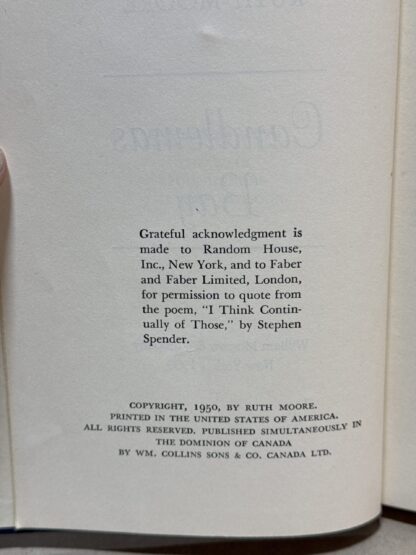 Grateful acknowledgment is
made to Random House,
Inc., New York, and to Faber
and Faber Limited, London,
for permission to quote from
the poem, "I Think Contin-
ually of Those," by Stephen
Spender.
COPYRIGHT, 1950, BY RUTH MOORE.
PRINTED IN THE UNITED STATES OF AMERICA.
ALL RIGHTS RESERVED. PUBLISHED SIMULTANEOUSLY IN
THE DOMINION OF CANADA
BY WM. COLLINS SONS & CO. CANADA LTD.